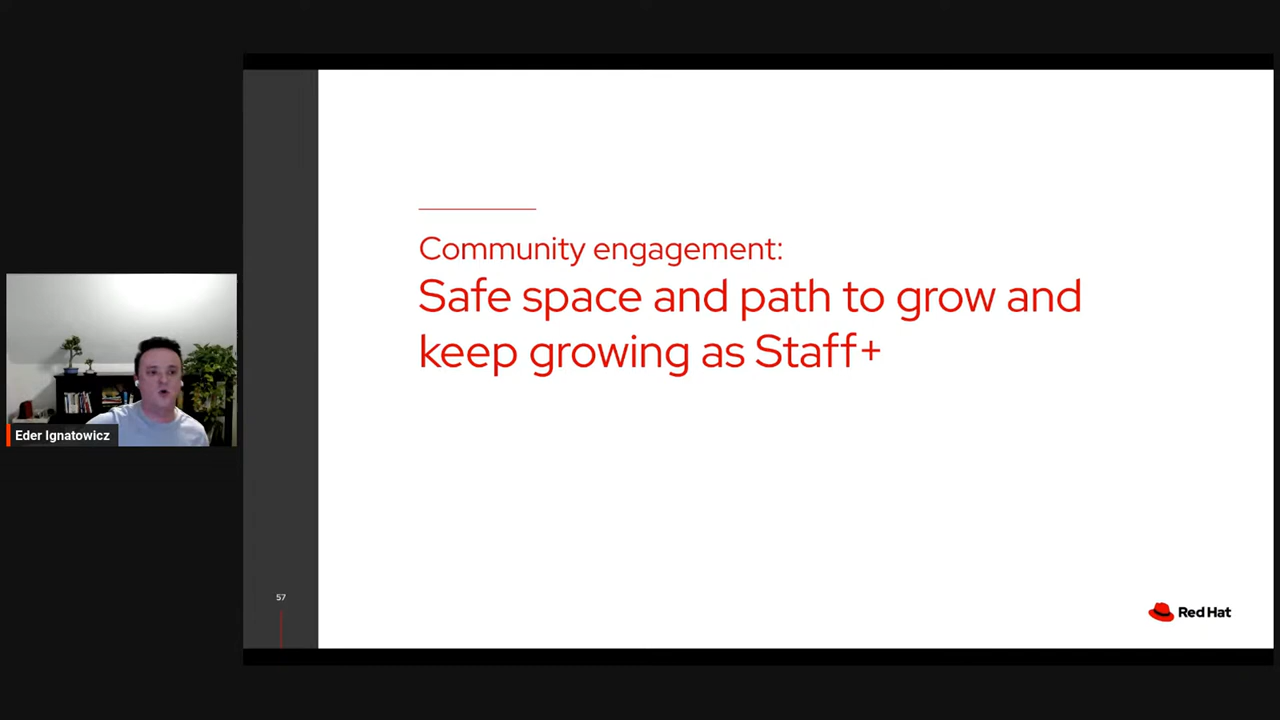 Community engagement:
Safe space and path to grow and
keep growing as Staff+
Eder Ignatowicz
57
Red Hat